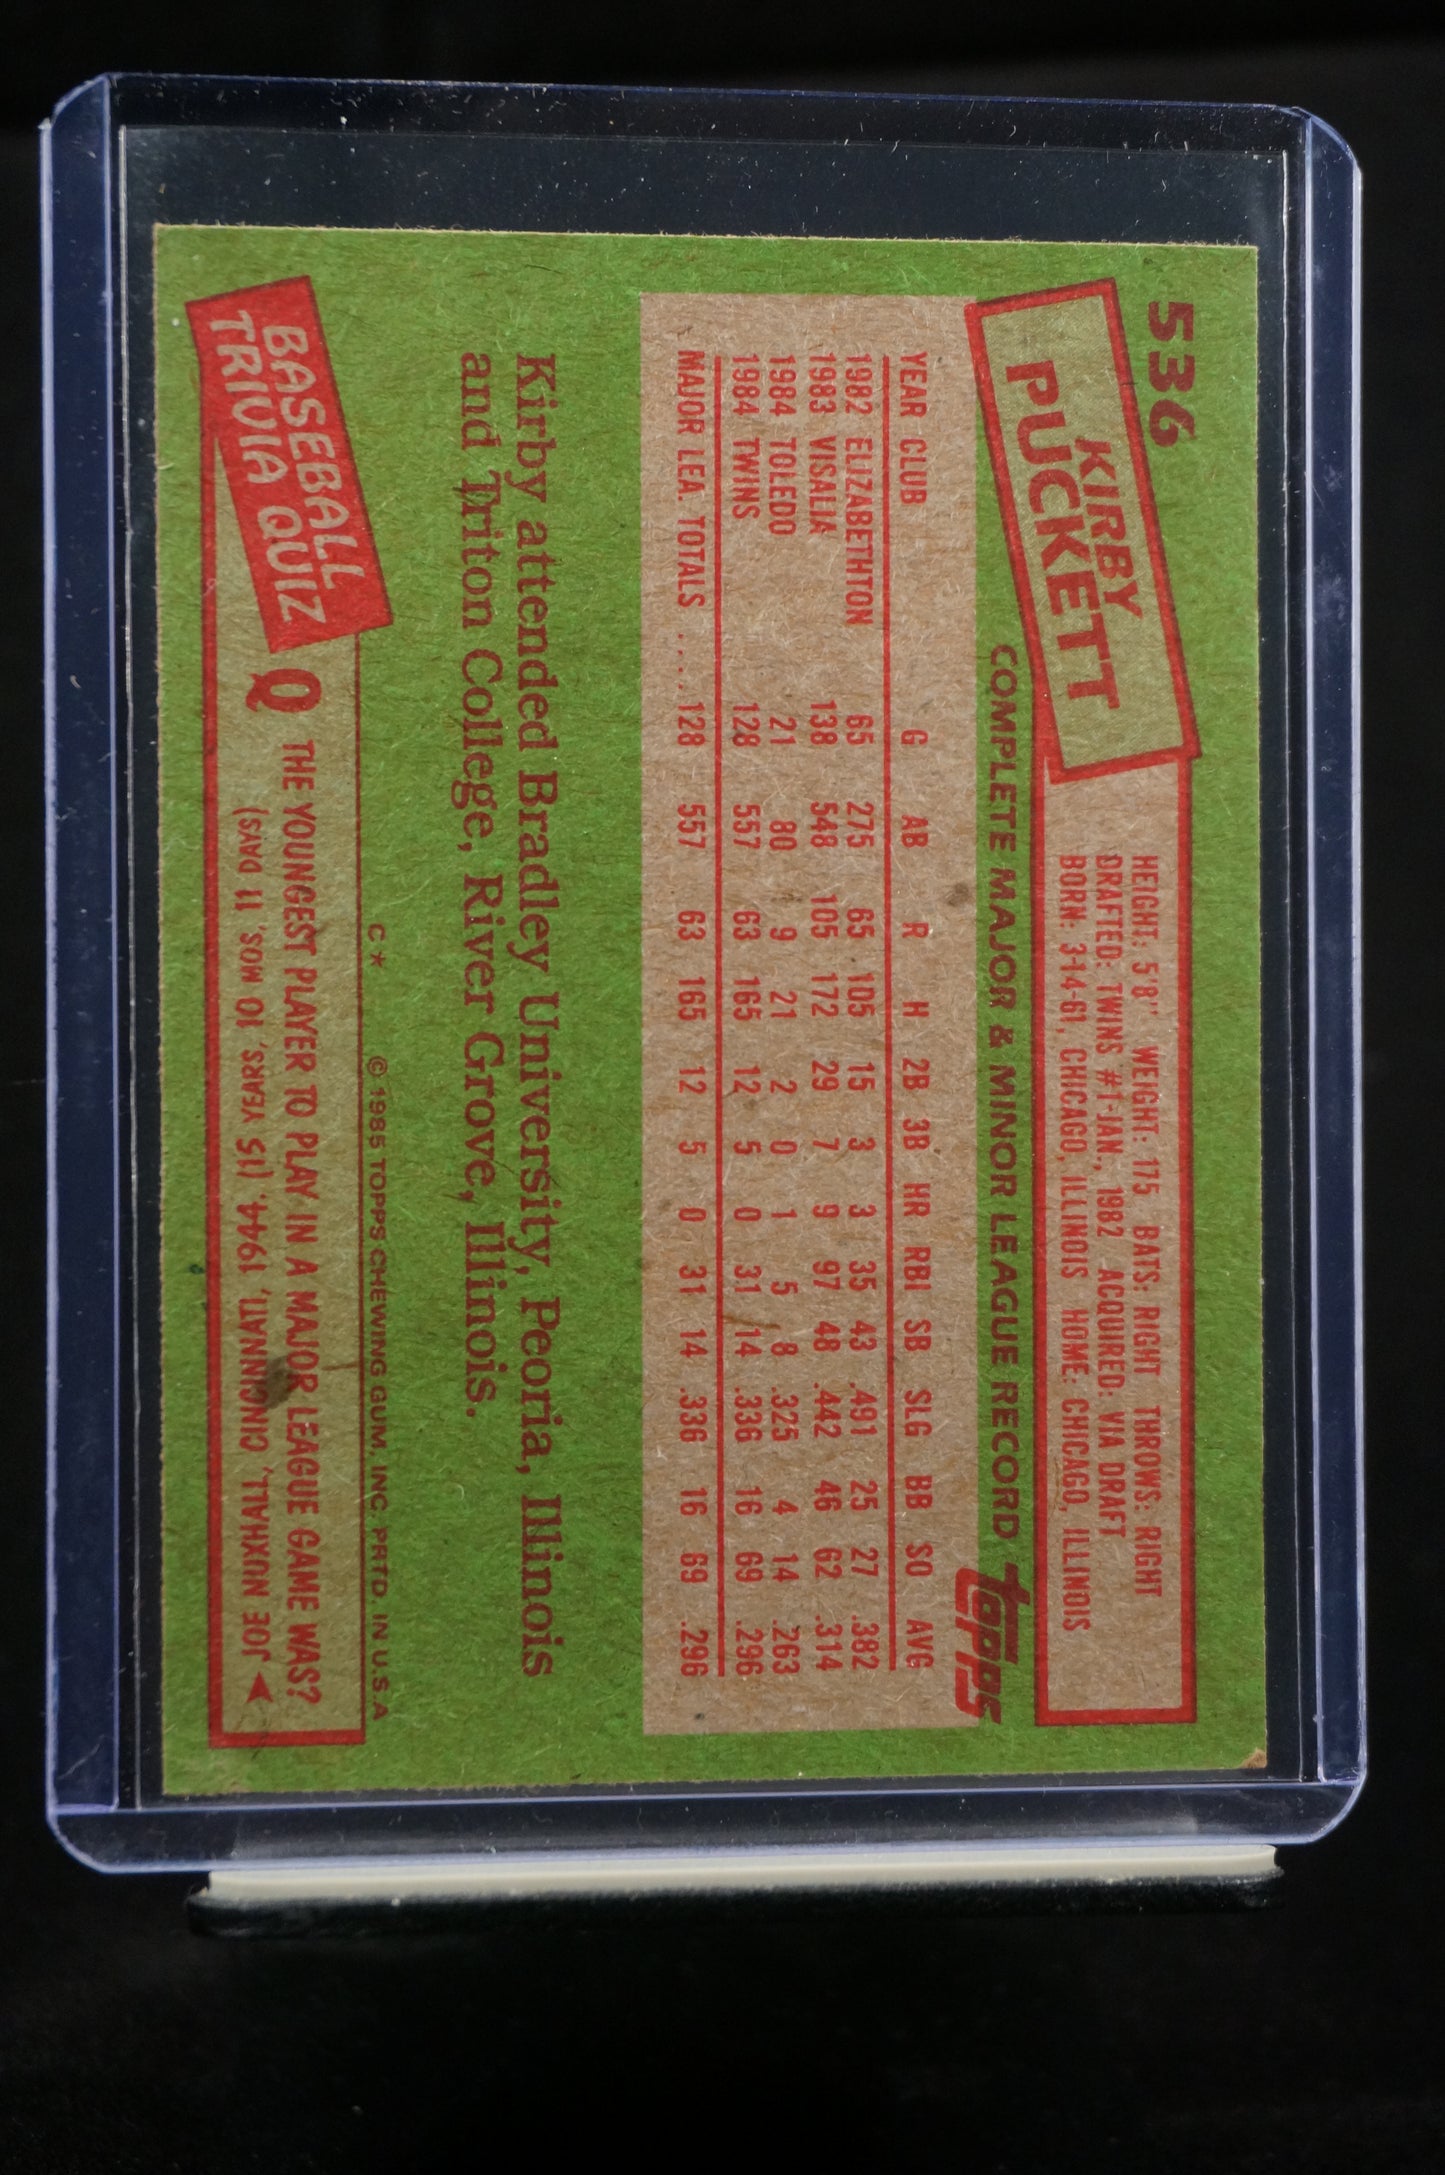 536
KIRBY
PUCKETT
HEIGHT: 5'8" WEIGHT: 175 BATS: RIGHT THROWS: RIGHT
DRAFTED: TWINS #1-JAN., 1982 ACQUIRED: VIA DRAFT
BORN: 3-14-61, CHICAGO, ILLINOIS HOME: CHICAGO, ILLINOIS
COMPLETE MAJOR & MINOR LEAGUE RECORD topps
YEAR CLUB G AB R H 2B 3B HR RBI SB SLG BB SO AVG
1982 ELIZABETHTON 65 275 65 105 15 3 3 35 43 .491 25 27 .382
1983 VISALIA 138 548 105 172 29 7 9 97 48 .442 46 62 .314
1984 TOLEDO 21 80 9 21 2 0 1 5 8 .325 4 14 .263
1984 TWINS 128 557 63 165 12 5 0 31 14 .336 16 69 .296
MAJOR LEA. TOTALS .... 128 557 63 165 12 5 0 31 14 .336 16 69 .296
Kirby attended Bradley University, Peoria, Illinois
and Triton College, River Grove, Illinois.
C* © 1985 TOPPS CHEWING GUM, INC. PRTD. IN U.S.A
BASEBALL
TRIVIA QUIZ
Q THE YOUNGEST PLAYER TO PLAY IN A MAJOR LEAGUE GAME WAS?
JOE NUXHALL, CINCINNATI, 1944. (15 YEARS, 10 MOS, 11 DAYS)